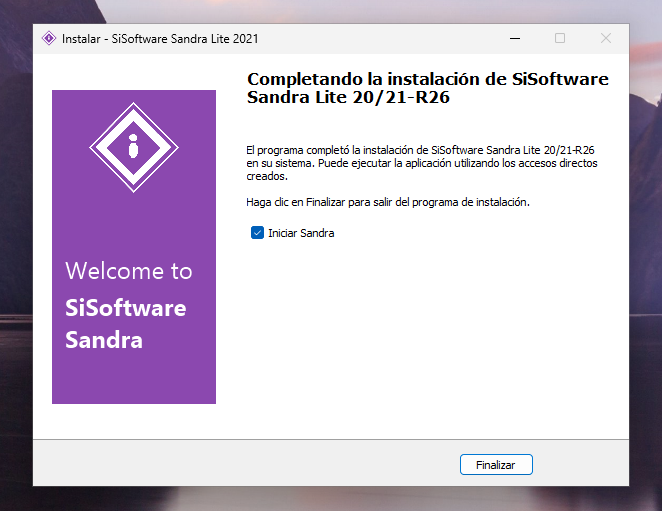 Instalar - SiSoftware Sandra Lite 2021
Completando la instalación de SiSoftware
Sandra Lite 20/21-R26
El programa completó la instalación de SiSoftware Sandra Lite 20/21-R26
en su sistema. Puede ejecutar la aplicación utilizando los accesos directos
creados.
Haga clic en Finalizar para salir del programa de instalación.
Iniciar Sandra
Welcome to
SiSoftware
Sandra
Finalizar